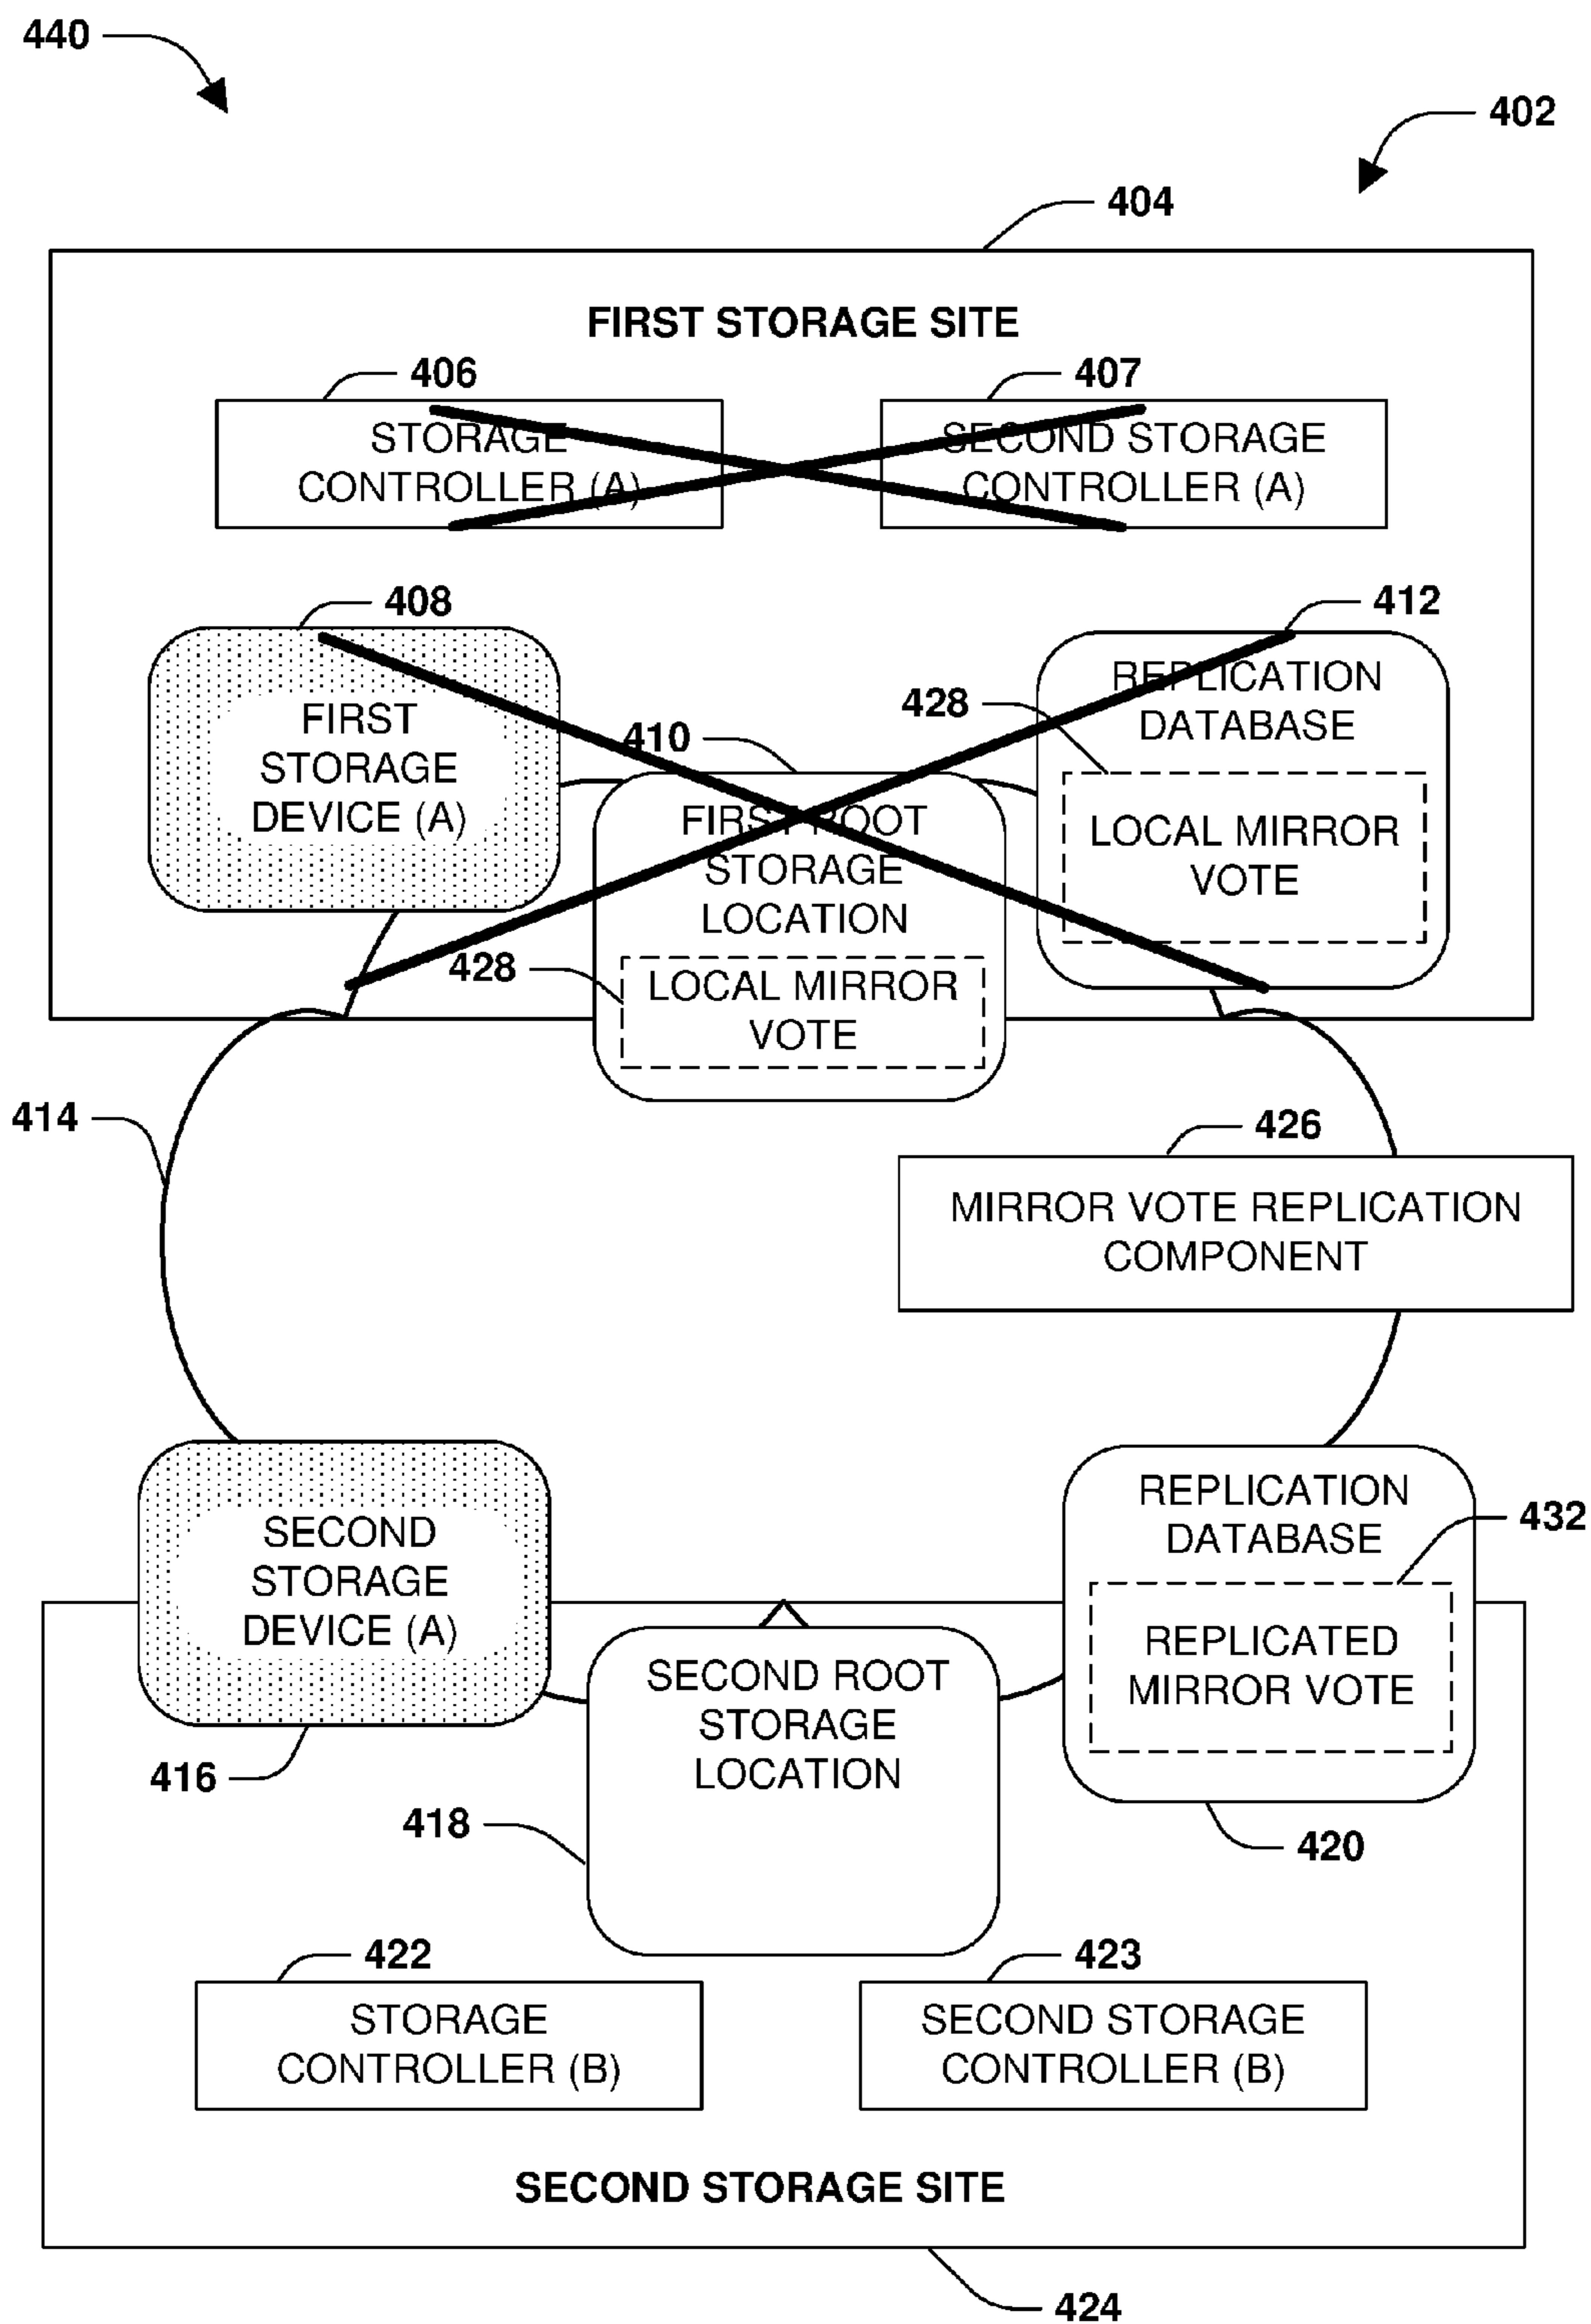 440
402
404
FIRST STORAGE SITE
406
407
STORAGE
CONTROLLER (A)
SECOND STORAGE
CONTROLLER (A)
408
412
FIRST
STORAGE
DEVICE (A)
REPLICATION
DATABASE
428
LOCAL MIRROR
VOTE
410
FIRST ROOT
STORAGE
LOCATION
428
LOCAL MIRROR
VOTE
414
426
MIRROR VOTE REPLICATION
COMPONENT
SECOND
STORAGE
DEVICE (A)
416
REPLICATION
DATABASE
432
REPLICATED
MIRROR VOTE
420
SECOND ROOT
STORAGE
LOCATION
418
422
423
STORAGE
CONTROLLER (B)
SECOND STORAGE
CONTROLLER (B)
SECOND STORAGE SITE
424